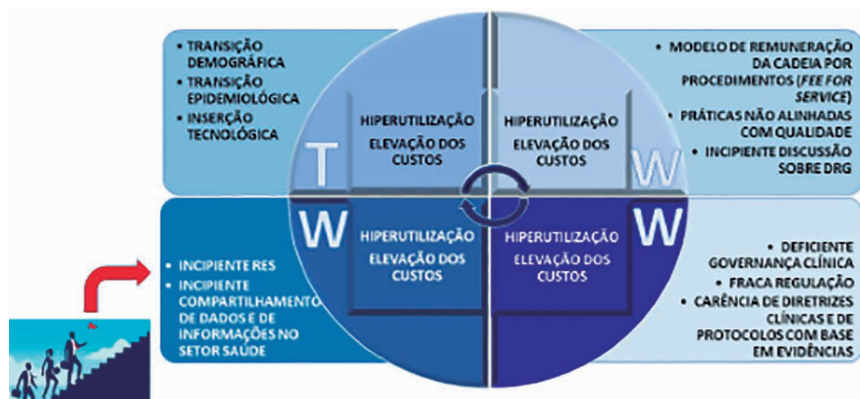 • TRANSIÇÃO
DEMOGRÁFICA
• TRANSIÇÃO
EPIDEMIOLÓGICA
• INSERÇÃO
TECNOLÓGICA
HIPERUTILIZAÇÃO
ELEVAÇÃO DOS
CUSTOS
T
HIPERUTILIZAÇÃO
ELEVAÇÃO DOS
CUSTOS
W
• MODELO DE REMUNERAÇÃO
DA CADEIA POR
PROCEDIMENTOS (FEE FOR
SERVICE)
• PRÁTICAS NÃO ALINHADAS
COM QUALIDADE
• INCIPIENTE DISCUSSÃO
SOBRE DRG
• INCIPIENTE RES
• INCIPIENTE
COMPARTILHAMENTO
DE DADOS E DE
INFORMAÇÕES NO
SETOR SAÚDE
W
HIPERUTILIZAÇÃO
ELEVAÇÃO DOS
CUSTOS
HIPERUTILIZAÇÃO
ELEVAÇÃO DOS
CUSTOS
W
• DEFICIENTE
GOVERNANÇA CLÍNICA
• FRACA REGULAÇÃO
• CARÊNCIA DE DIRETRIZES
CLÍNICAS E DE
PROTOCOLOS COM BASE
EM EVIDÊNCIAS